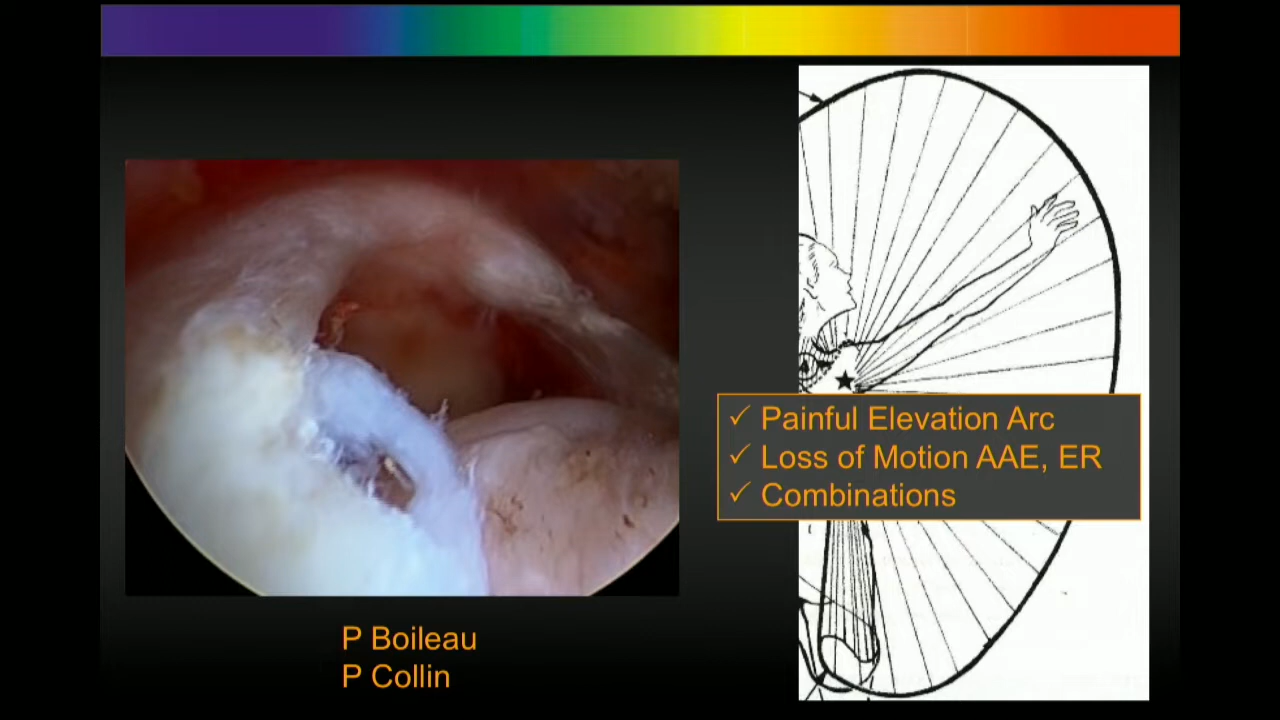 ✓ Painful Elevation Arc
✓ Loss of Motion AAE, ER
✓ Combinations
P Boileau
P Collin